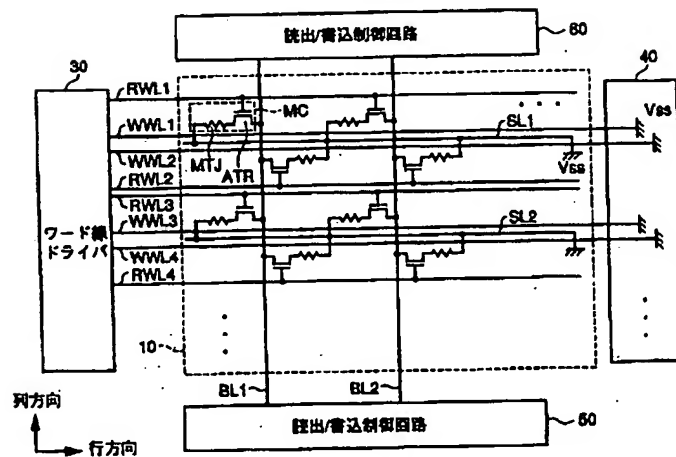 読出/書込制御回路
60
30
40
RWL1
MC
Vss
WWL1
SL1
MTJ
ATR
Vss
WWL2
RWL2
RWL3
WWL3
SL2
ワード線
ドライバ
WWL4
RWL4
10
BL1
BL2
列方向
行方向
読出/書込制御回路
50